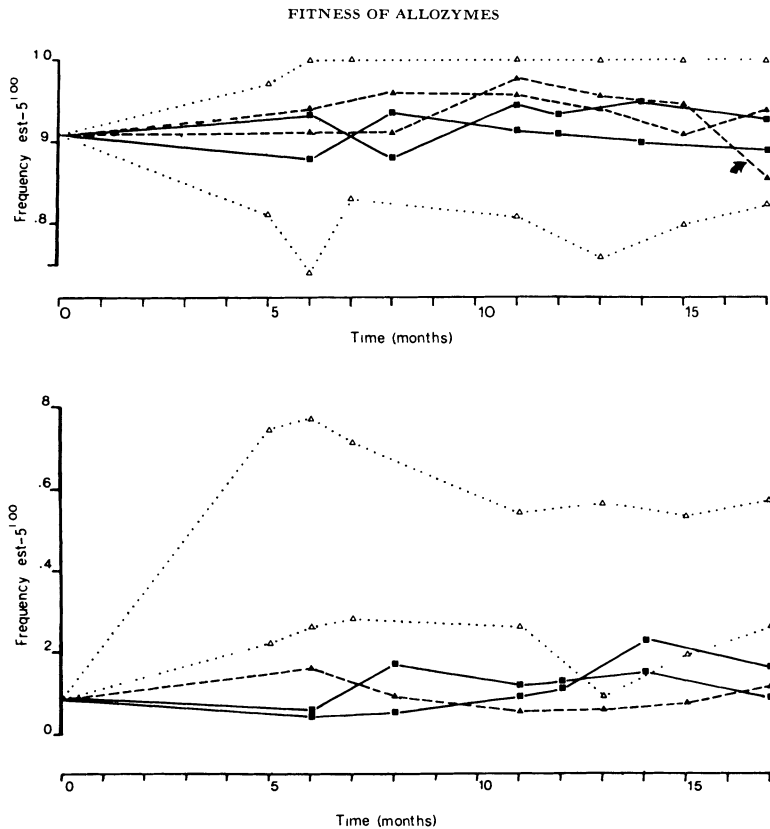 FITNESS OF ALLOZYMES
1 0
9
.8
Frequency est-5¹⁰⁰
0 5 10 15
Time (months)
8
.6
.4
2
0
Frequency est-5¹⁰⁰
0 5 10 15
Time (months)